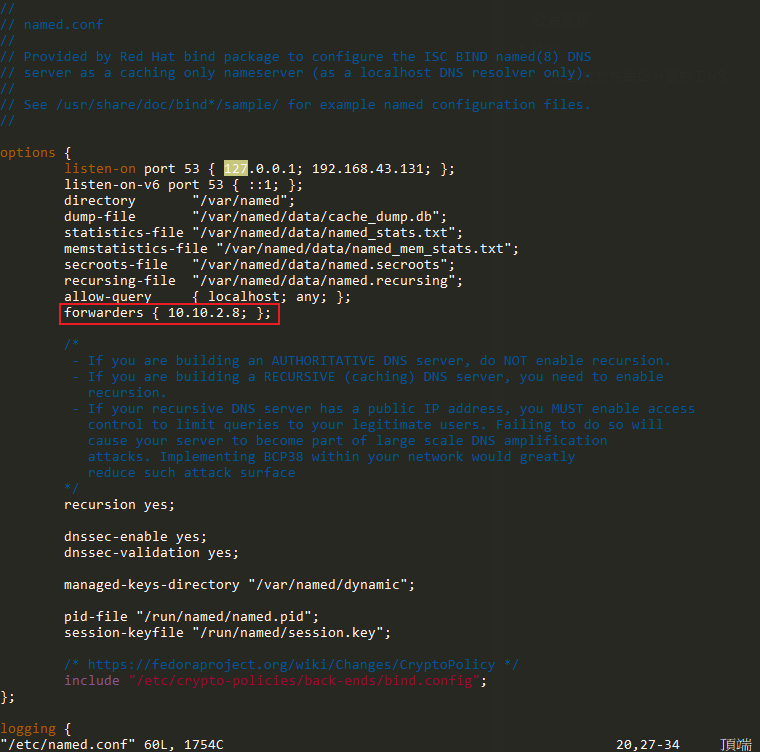 //
// named.conf
//
// Provided by Red Hat bind package to configure the ISC BIND named(8) DNS
// server as a caching only nameserver (as a localhost DNS resolver only).
//
// See /usr/share/doc/bind*/sample/ for example named configuration files.
//

options {
        listen-on port 53 { 127.0.0.1; 192.168.43.131; };
        listen-on-v6 port 53 { ::1; };
        directory       "/var/named";
        dump-file       "/var/named/data/cache_dump.db";
        statistics-file "/var/named/data/named_stats.txt";
        memstatistics-file "/var/named/data/named_mem_stats.txt";
        secroots-file   "/var/named/data/named.secroots";
        recursing-file  "/var/named/data/named.recursing";
        allow-query     { localhost; any; };
        forwarders { 10.10.2.8; };

        /*
         - If you are building an AUTHORITATIVE DNS server, do NOT enable recursion.
         - If you are building a RECURSIVE (caching) DNS server, you need to enable
           recursion.
         - If your recursive DNS server has a public IP address, you MUST enable access
           control to limit queries to your legitimate users. Failing to do so will
           cause your server to become part of large scale DNS amplification
           attacks. Implementing BCP38 within your network would greatly
           reduce such attack surface
        */
        recursion yes;

        dnssec-enable yes;
        dnssec-validation yes;

        managed-keys-directory "/var/named/dynamic";

        pid-file "/run/named/named.pid";
        session-keyfile "/run/named/session.key";

        /* https://fedoraproject.org/wiki/Changes/CryptoPolicy */
        include "/etc/crypto-policies/back-ends/bind.config";
};

logging {
"/etc/named.conf" 60L, 1754C 20,27-34 頂端